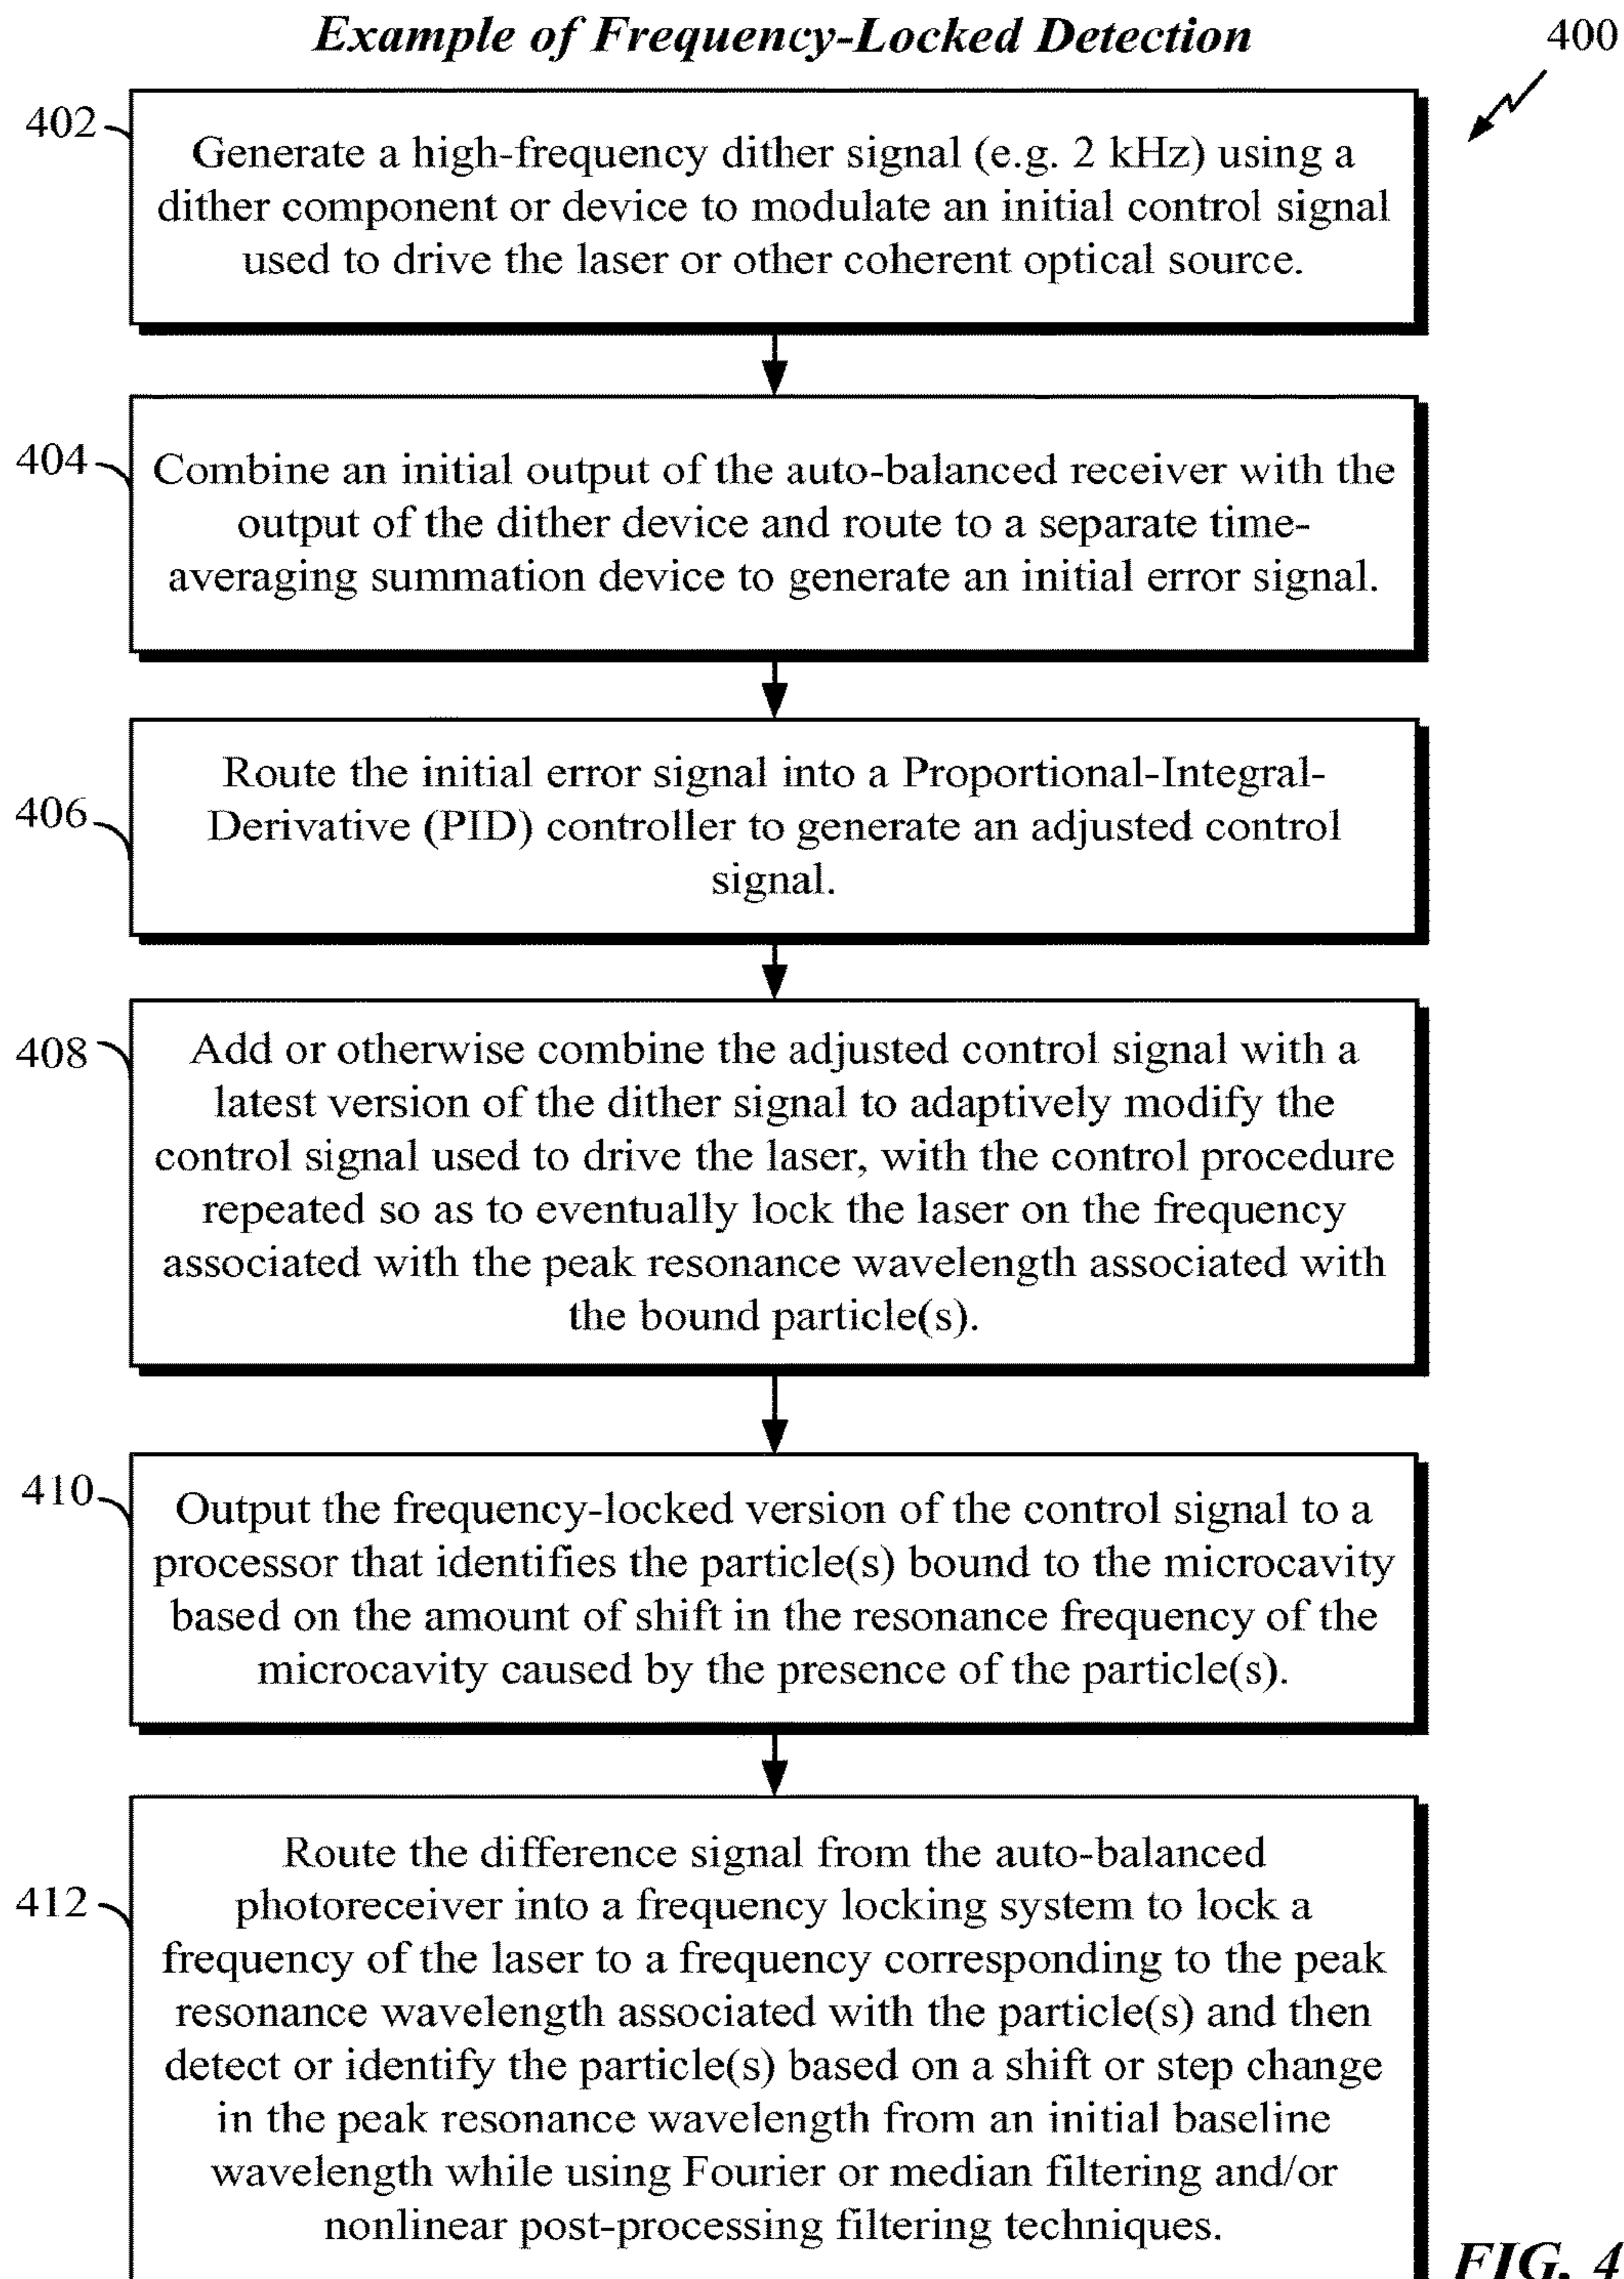 Example of Frequency-Locked Detection
400
402
Generate a high-frequency dither signal (e.g. 2 kHz) using a
dither component or device to modulate an initial control signal
used to drive the laser or other coherent optical source.
404
Combine an initial output of the auto-balanced receiver with the
output of the dither device and route to a separate time-
averaging summation device to generate an initial error signal.
406
Route the initial error signal into a Proportional-Integral-
Derivative (PID) controller to generate an adjusted control
signal.
408
Add or otherwise combine the adjusted control signal with a
latest version of the dither signal to adaptively modify the
control signal used to drive the laser, with the control procedure
repeated so as to eventually lock the laser on the frequency
associated with the peak resonance wavelength associated with
the bound particle(s).
410
Output the frequency-locked version of the control signal to a
processor that identifies the particle(s) bound to the microcavity
based on the amount of shift in the resonance frequency of the
microcavity caused by the presence of the particle(s).
412
Route the difference signal from the auto-balanced
photoreceiver into a frequency locking system to lock a
frequency of the laser to a frequency corresponding to the peak
resonance wavelength associated with the particle(s) and then
detect or identify the particle(s) based on a shift or step change
in the peak resonance wavelength from an initial baseline
wavelength while using Fourier or median filtering and/or
nonlinear post-processing filtering techniques.
FIG. 4